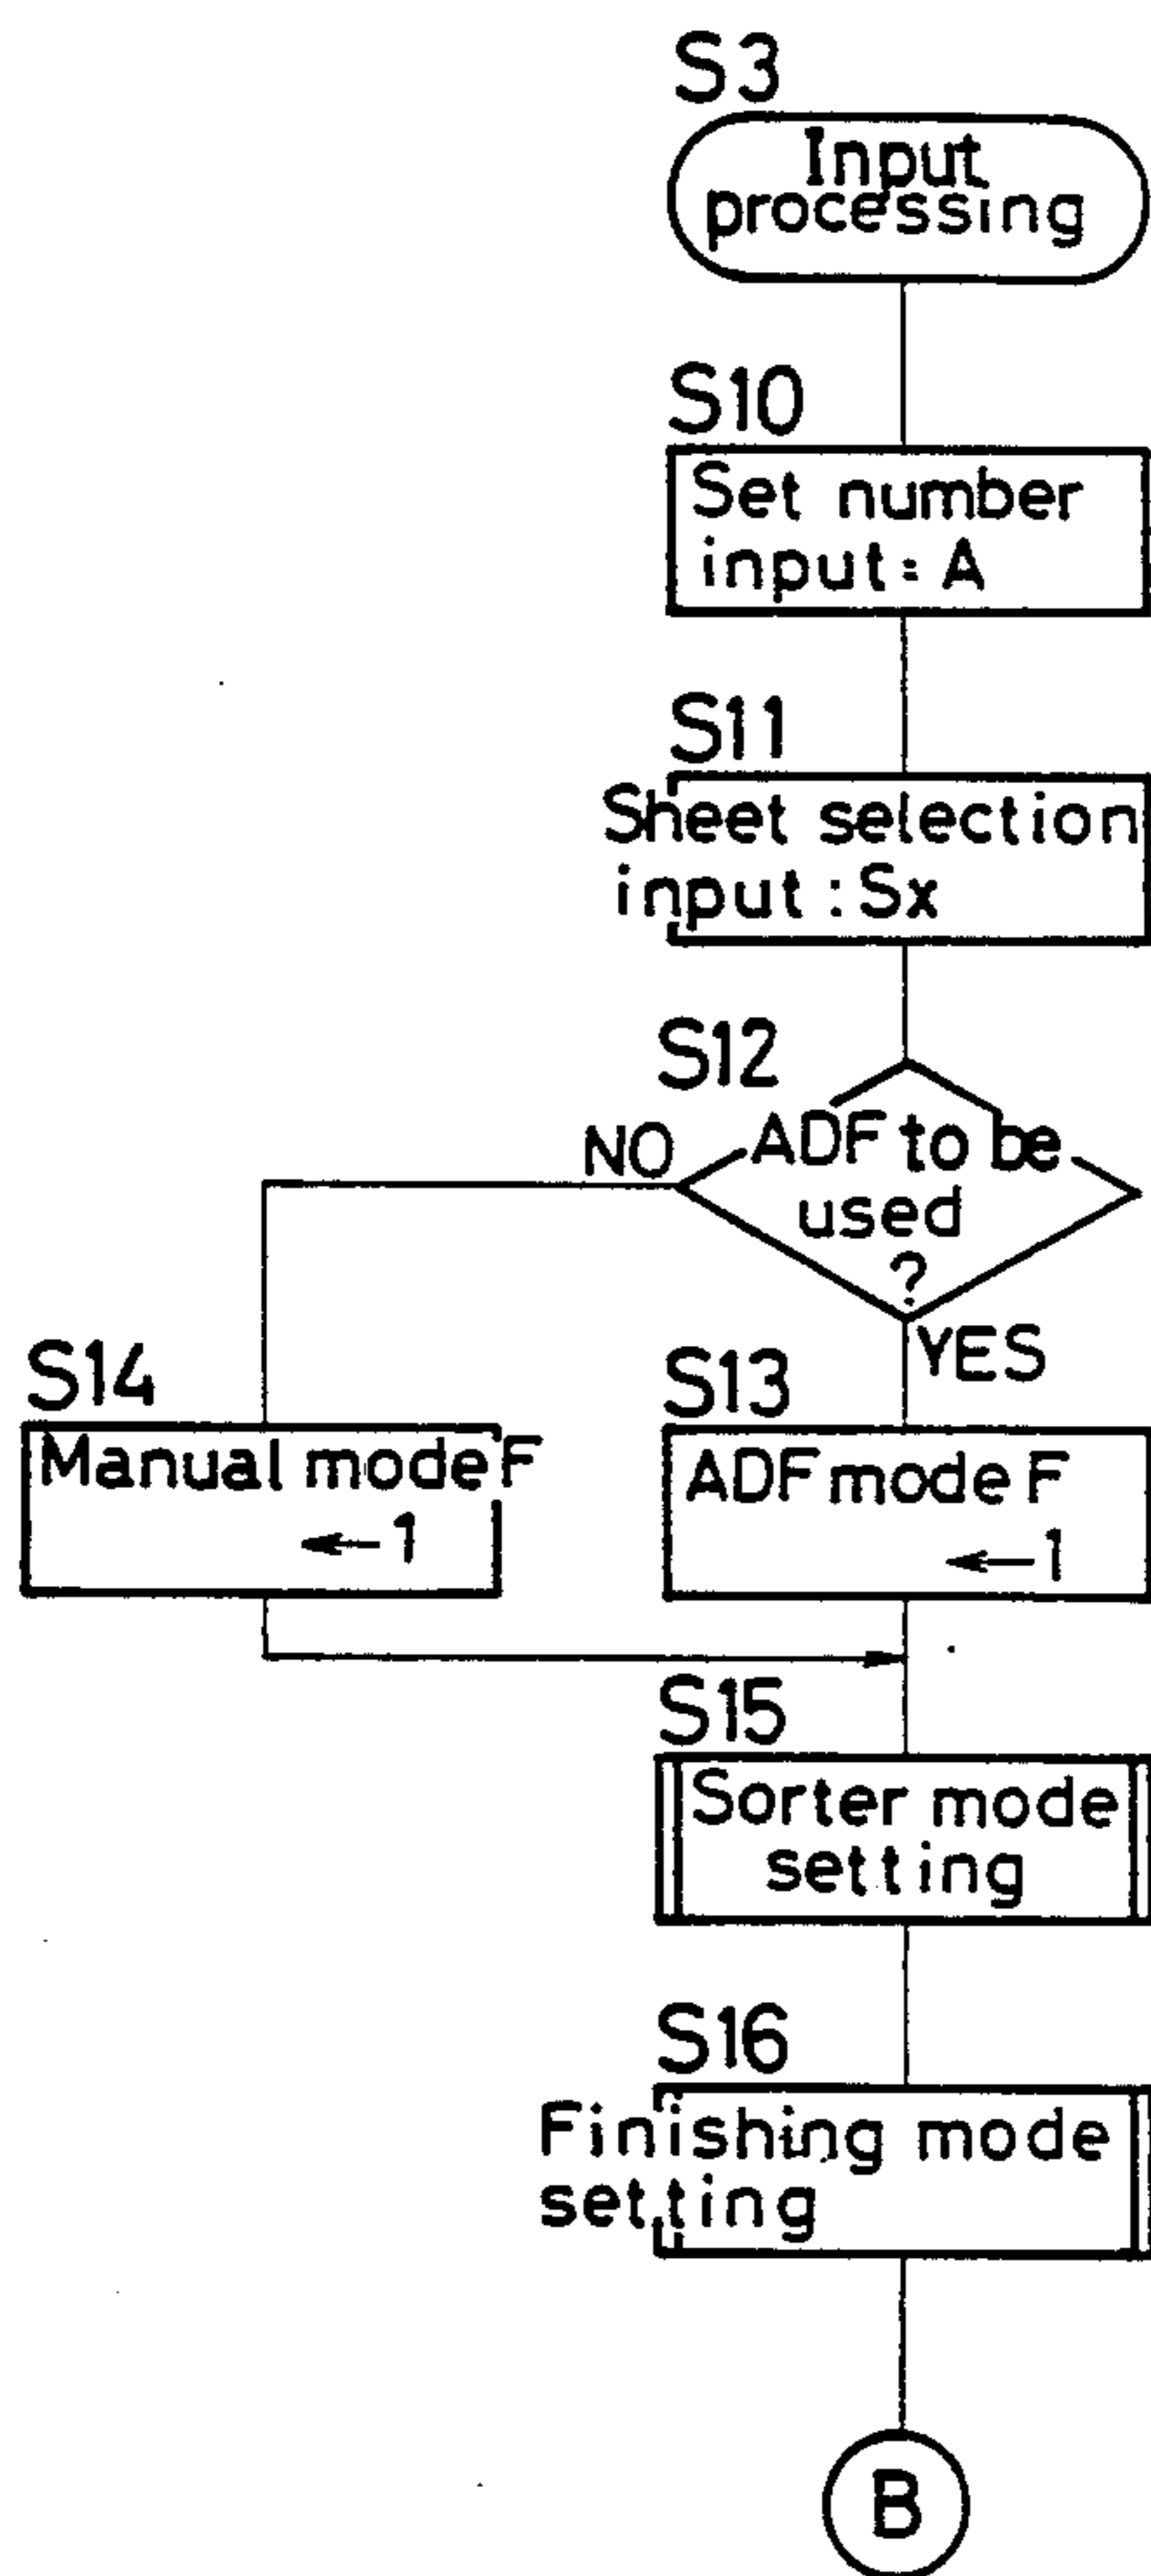 S3
Input
processing
S10
Set number
input: A
S11
Sheet selection
input : Sx
S12
NO
ADF to be
used
?
YES
S14
Manual mode F
←1
S13
ADF mode F
←1
S15
Sorter mode
setting
S16
Finishing mode
setting
B